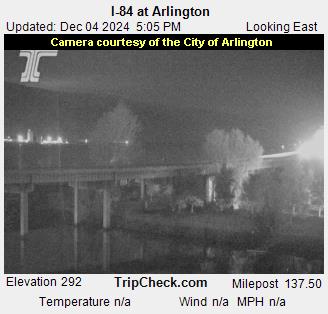 I-84 at Arlington
Updated: Dec 04 2024 5:05 PM Looking East
Camera courtesy of the City of Arlington
Elevation 292 TripCheck.com Milepost 137.50
Temperature n/a Wind n/a MPH n/a